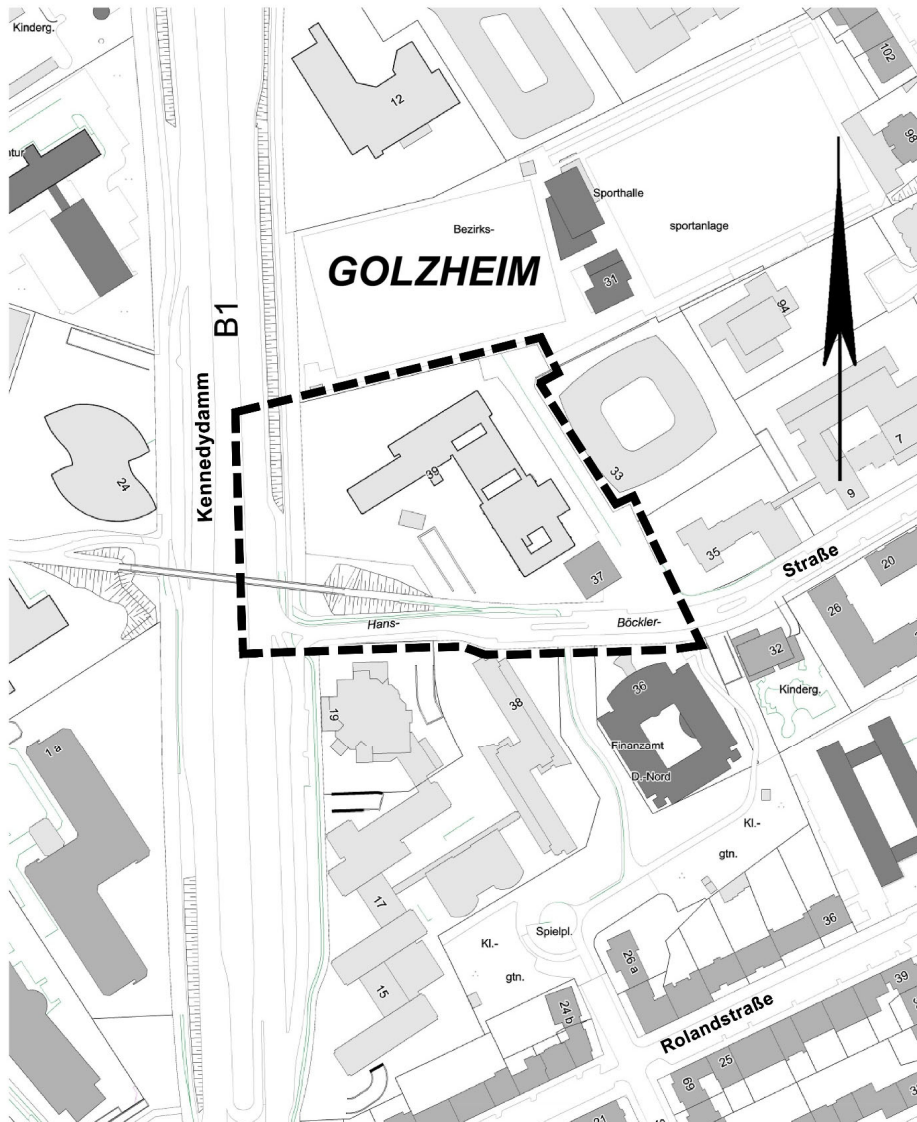 Kinderg.
102
12
98
Sporthalle
Bezirks-
sportanlage
GOLZHEIM
31
94
B1
Kennedydamm
39
33
24
7
9
35
37
Straße
20
Hans-
Böckler-
26
32
36
Kinderg.
19
38
Finanzamt
D.-Nord
1 a
Kl.-
gtn.
17
36
Spielpl.
Kl.-
gtn.
26 a
15
39
24 b
Rolandstraße
25
69
21